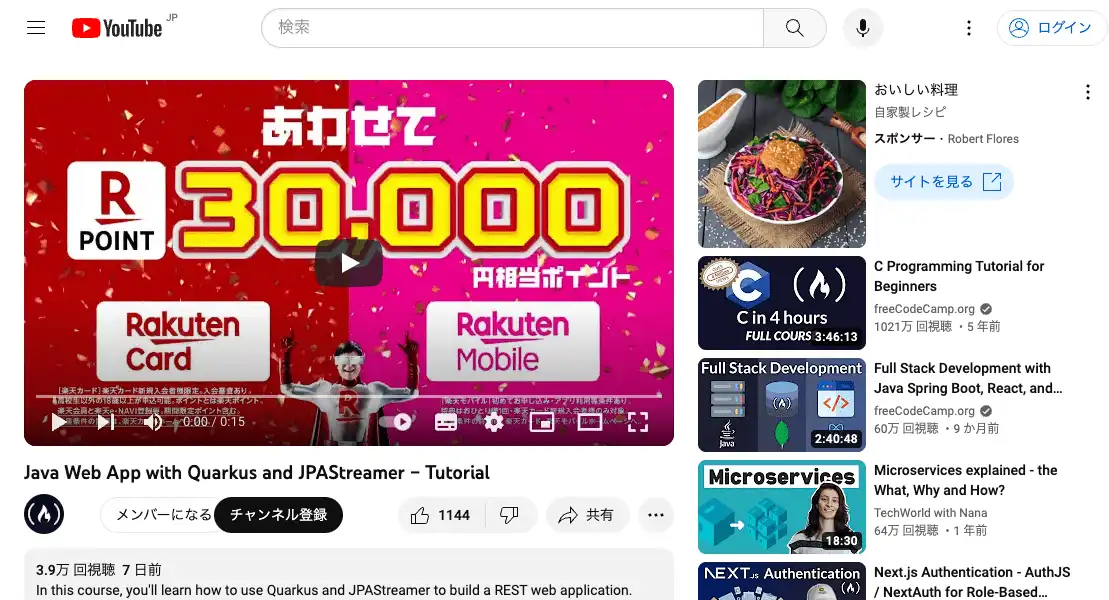 YouTube JP
検索
ログイン
あわせて
R
POINT
30,000
円相当ポイント
Rakuten
Card
Rakuten
Mobile
0:00 / 0:15
Java Web App with Quarkus and JPAStreamer – Tutorial
メンバーになる
チャンネル登録
1144
共有
3.9万 回視聴 7 日前
In this course, you'll learn how to use Quarkus and JPAStreamer to build a REST web application.
おいしい料理
自家製レシピ
スポンサー・Robert Flores
サイトを見る
C
C in 4 hours
FULL COURS
3:46:13
C Programming Tutorial for
Beginners
freeCodeCamp.org
1021万 回視聴 ・5 年前
Full Stack Development
</>
Java
2:40:48
Full Stack Development with
Java Spring Boot, React, and…
freeCodeCamp.org
60万 回視聴 ・9 か月前
Microservices
18:30
Microservices explained - the
What, Why and How?
TechWorld with Nana
64万 回視聴 ・1 年前
NEXT.JS Authentication
Next.js Authentication - AuthJS
/ NextAuth for Role-Based…